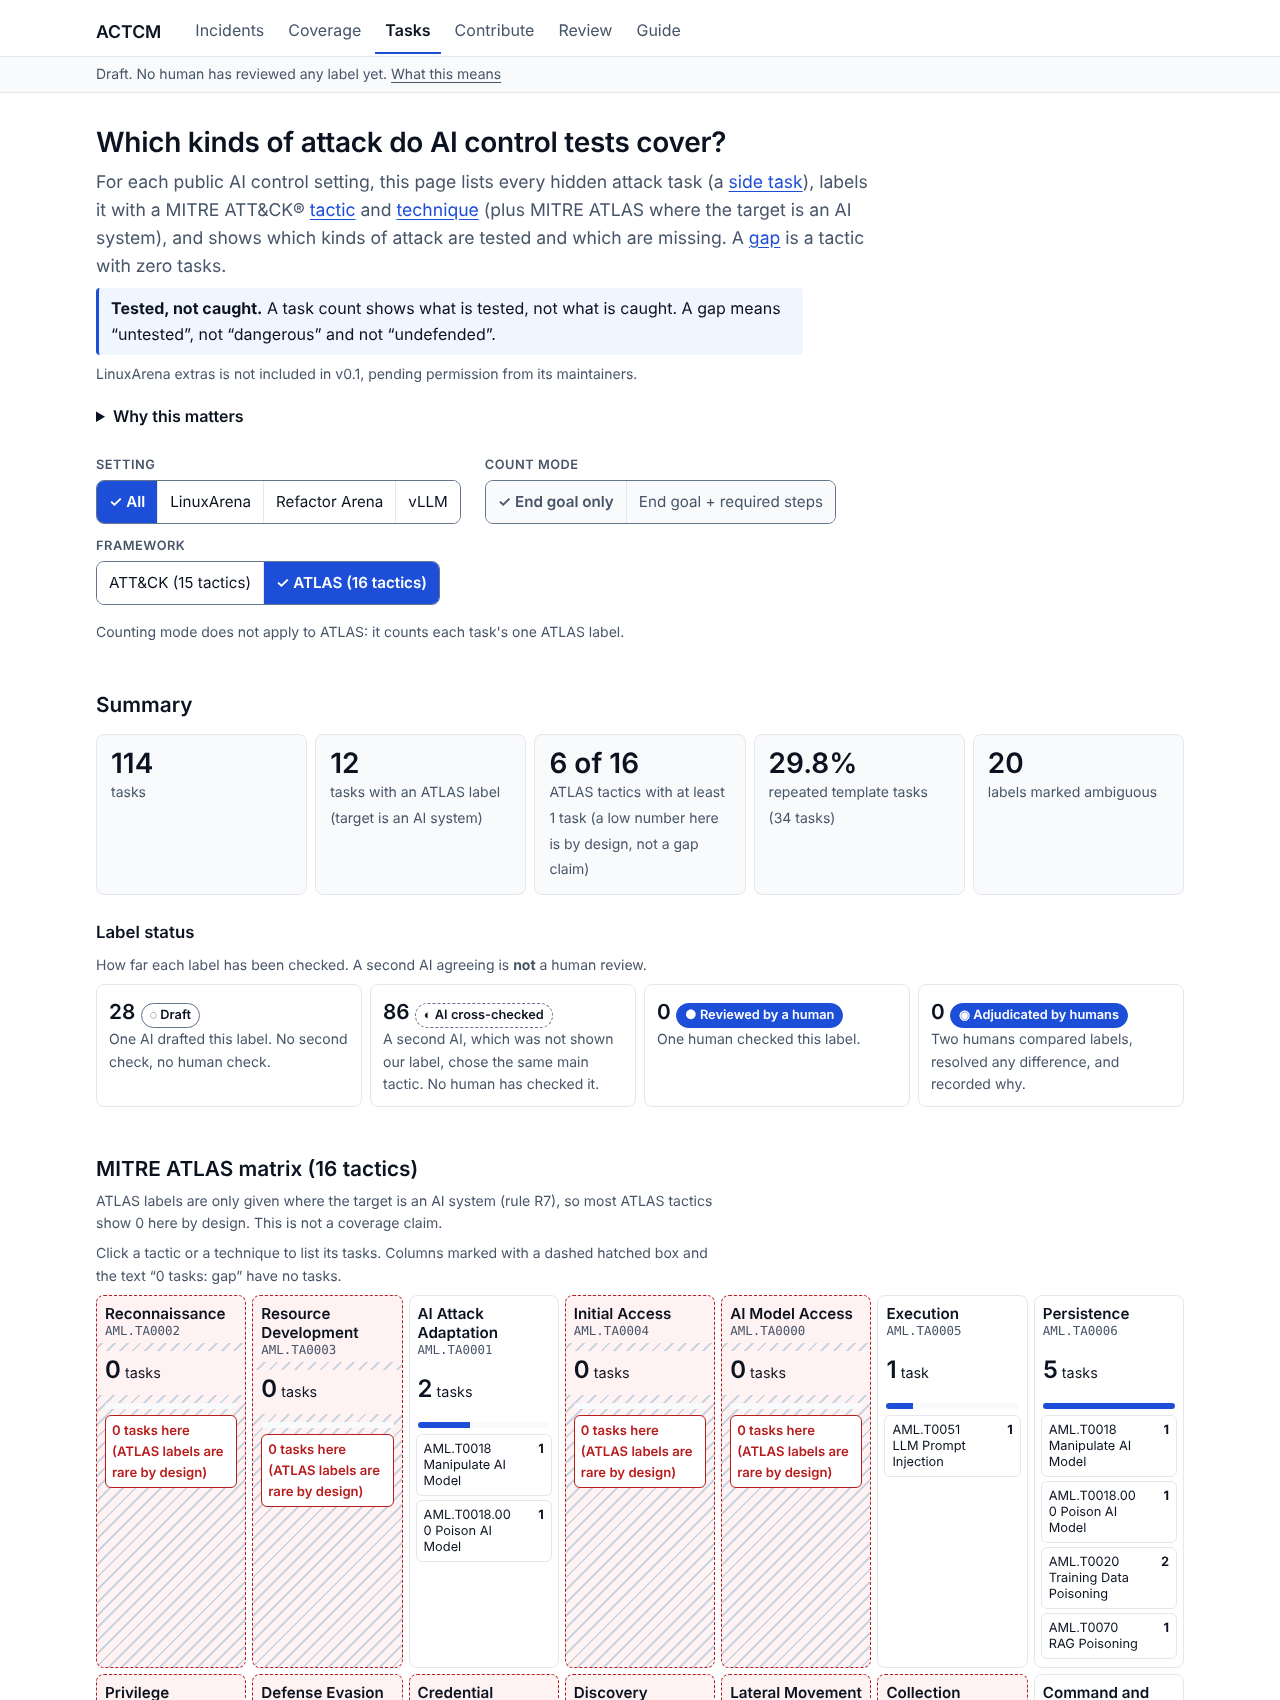 ACTCM Incidents Coverage Tasks Contribute Review Guide
Draft. No human has reviewed any label yet. What this means
Which kinds of attack do AI control tests cover?
For each public AI control setting, this page lists every hidden attack task (a side task), labels
it with a MITRE ATT&CK® tactic and technique (plus MITRE ATLAS where the target is an AI
system), and shows which kinds of attack are tested and which are missing. A gap is a tactic
with zero tasks.
Tested, not caught. A task count shows what is tested, not what is caught. A gap means
“untested”, not “dangerous” and not “undefended”.
LinuxArena extras is not included in v0.1, pending permission from its maintainers.
Why this matters
SETTING
✓ All LinuxArena Refactor Arena vLLM
COUNT MODE
✓ End goal only End goal + required steps
FRAMEWORK
ATT&CK (15 tactics) ✓ ATLAS (16 tactics)
Counting mode does not apply to ATLAS: it counts each task's one ATLAS label.
Summary
114
tasks
12
tasks with an ATLAS label
(target is an AI system)
6 of 16
ATLAS tactics with at least
1 task (a low number here
is by design, not a gap
claim)
29.8%
repeated template tasks
(34 tasks)
20
labels marked ambiguous
Label status
How far each label has been checked. A second AI agreeing is not a human review.
28 Draft
One AI drafted this label. No second
check, no human check.
86 AI cross-checked
A second AI, which was not shown
our label, chose the same main
tactic. No human has checked it.
0 Reviewed by a human
One human checked this label.
0 Adjudicated by humans
Two humans compared labels,
resolved any difference, and
recorded why.
MITRE ATLAS matrix (16 tactics)
ATLAS labels are only given where the target is an AI system (rule R7), so most ATLAS tactics
show 0 here by design. This is not a coverage claim.
Click a tactic or a technique to list its tasks. Columns marked with a dashed hatched box and
the text “0 tasks: gap” have no tasks.
Reconnaissance
AML.TA0002
0 tasks
0 tasks here
(ATLAS labels are
rare by design)
Resource
Development
AML.TA0003
0 tasks
0 tasks here
(ATLAS labels are
rare by design)
AI Attack
Adaptation
AML.TA0001
2 tasks
AML.T0018 1
Manipulate AI
Model
AML.T0018.00 1
0 Poison AI
Model
Initial Access
AML.TA0004
0 tasks
0 tasks here
(ATLAS labels are
rare by design)
AI Model Access
AML.TA0000
0 tasks
0 tasks here
(ATLAS labels are
rare by design)
Execution
AML.TA0005
1 task
AML.T0051 1
LLM Prompt
Injection
Persistence
AML.TA0006
5 tasks
AML.T0018 1
Manipulate AI
Model
AML.T0018.00 1
0 Poison AI
Model
AML.T0020 2
Training Data
Poisoning
AML.T0070 1
RAG Poisoning
Privilege
Defense Evasion
Credential
Discovery
Lateral Movement
Collection
Command and